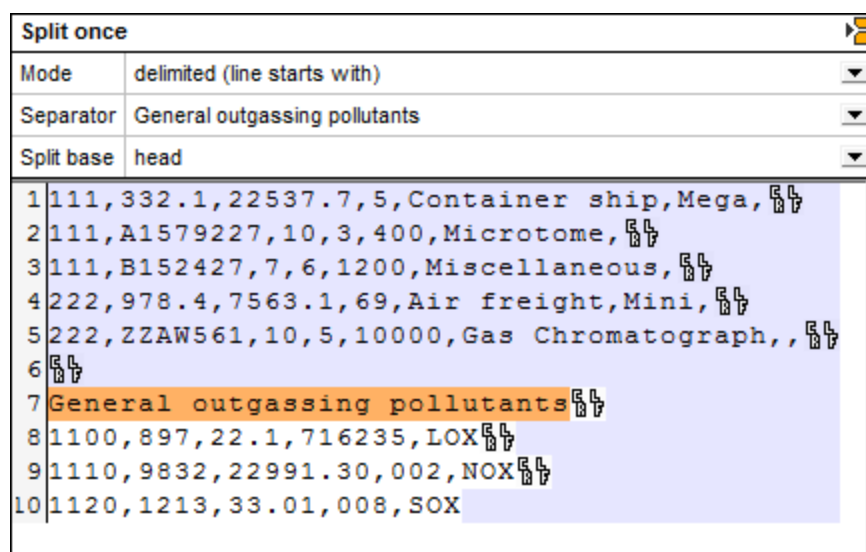 Split once
Mode delimited (line starts with)
Separator General outgassing pollutants
Split base head
1 111,332.1,22537.7,5,Container ship,Mega,␍␊
2 111,A1579227,10,3,400,Microtome,␍␊
3 111,B152427,7,6,1200,Miscellaneous,␍␊
4 222,978.4,7563.1,69,Air freight,Mini,␍␊
5 222,ZZAW561,10,5,10000,Gas Chromatograph,,␍␊
6 ␍␊
7 General outgassing pollutants␍␊
8 1100,897,22.1,716235,LOX␍␊
9 1110,9832,22991.30,002,NOX␍␊
10 1120,1213,33.01,008,SOX